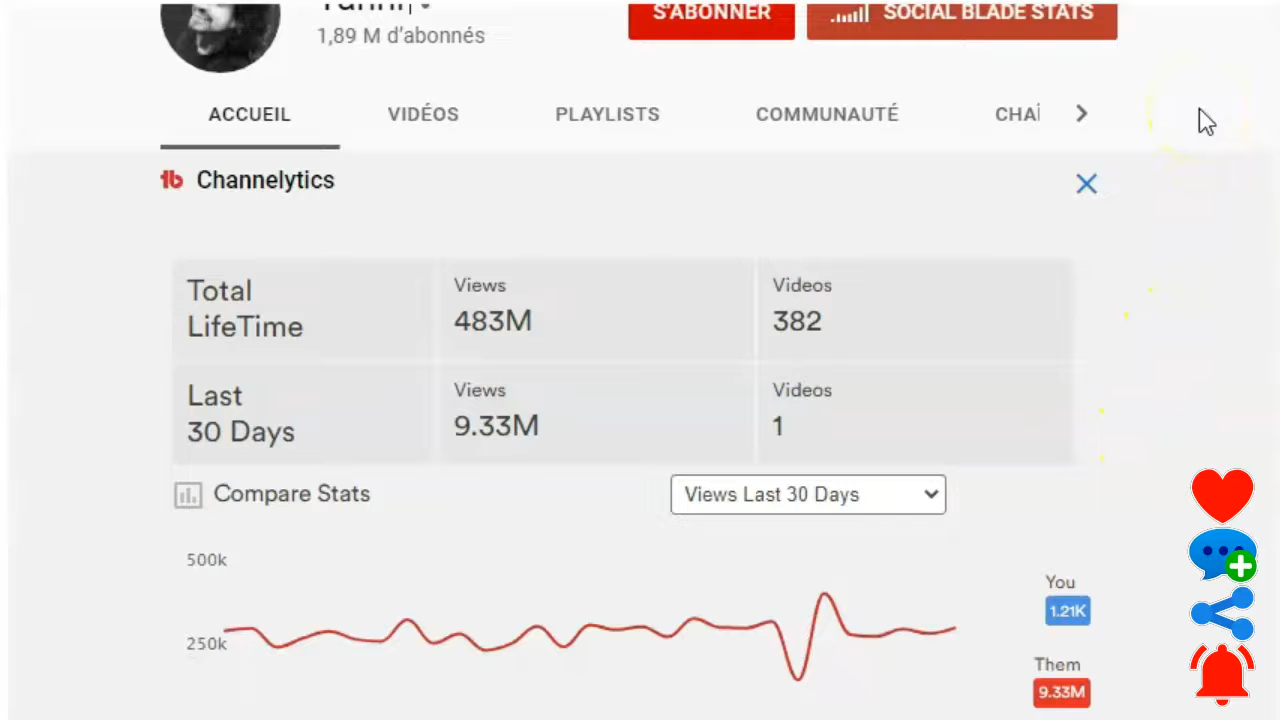 Yanni
S'ABONNER
SOCIAL BLADE STATS
1,89 M d’abonnés
ACCUEIL
VIDÉOS
PLAYLISTS
COMMUNAUTÉ
CHAÎ
tb Channelytics
Total
LifeTime
Views
483M
Videos
382
Last
30 Days
Views
9.33M
Videos
1
Compare Stats
Views Last 30 Days
500k
250k
You
1.21K
Them
9.33M